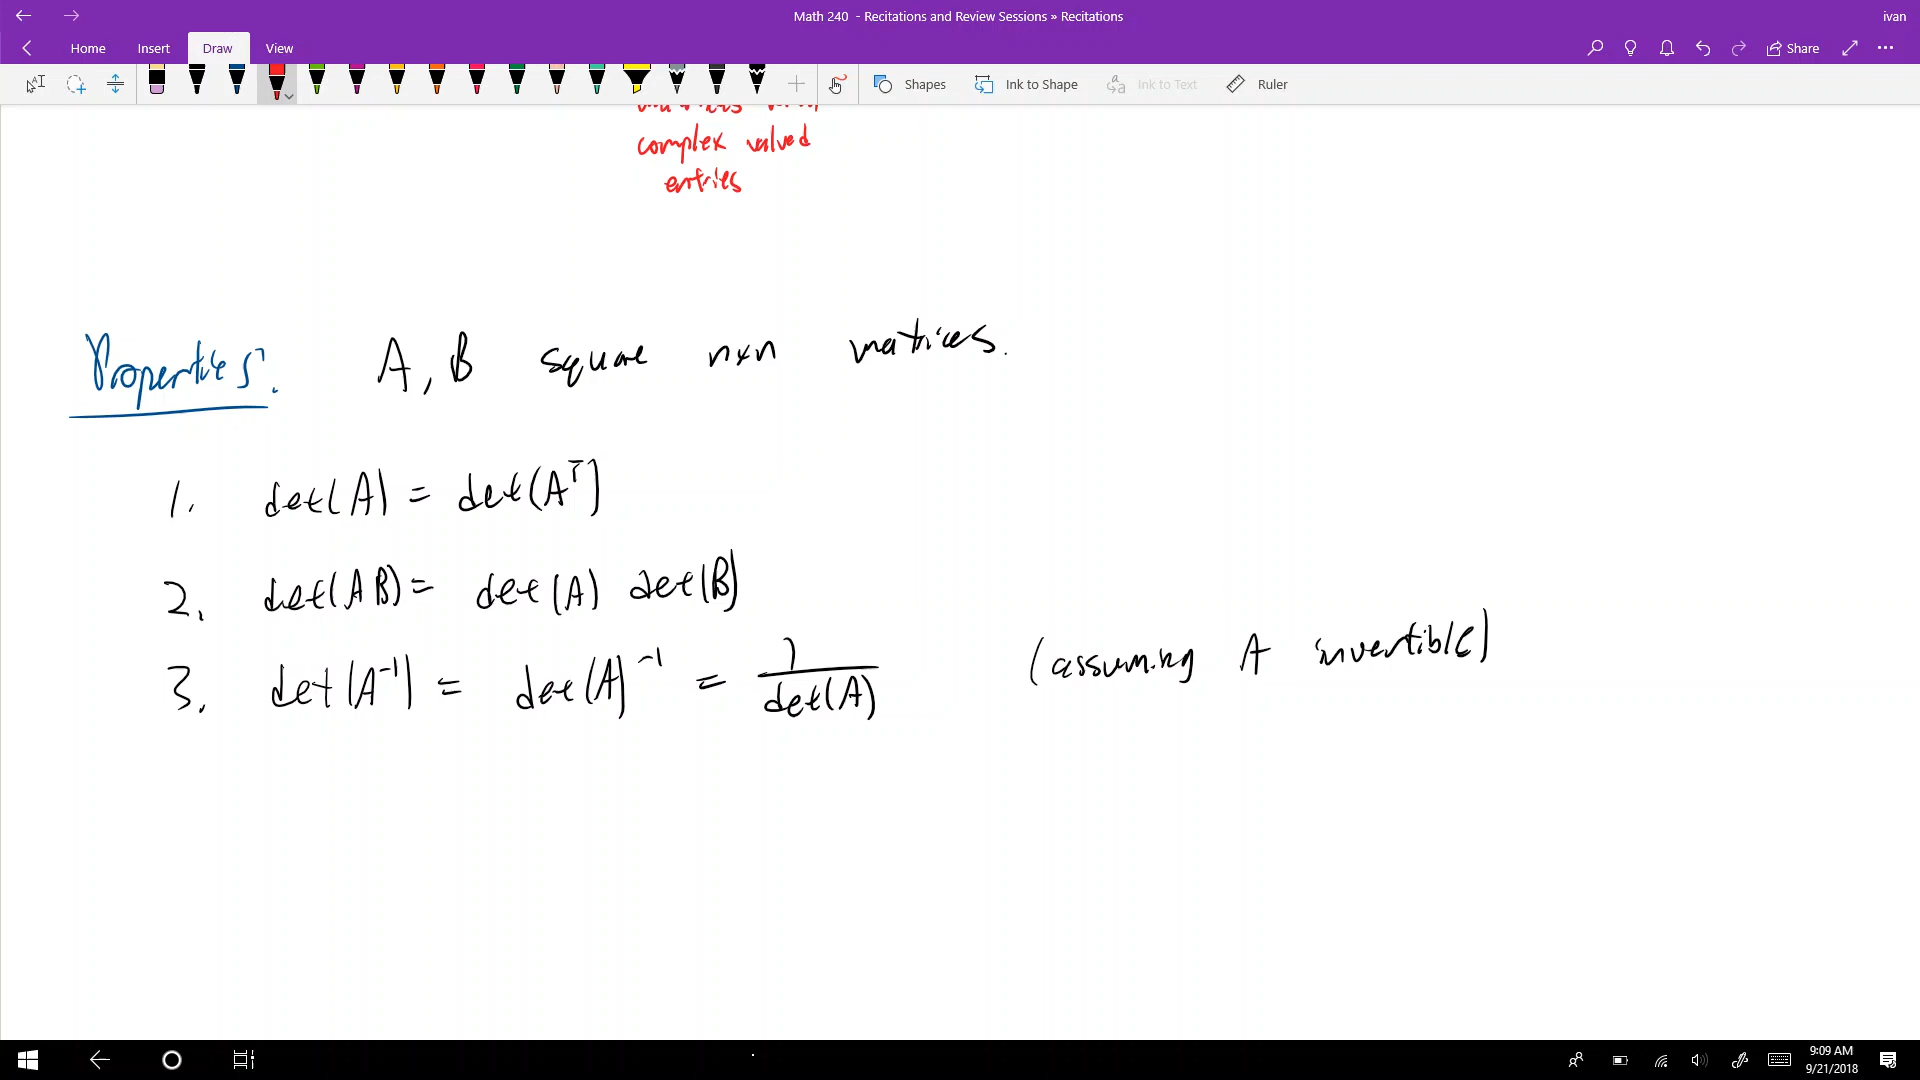 Math 240 - Recitations and Review Sessions » Recitations
ivan
Home Insert Draw View
Share
Shapes Ink to Shape Ink to Text Ruler
complex valued
entries
Properties: A, B square n×n matrices.
1. det(A) = det(Aᵀ)
2. det(AB) = det(A) det(B)
3. det(A⁻¹) = det(A)⁻¹ = 1/det(A) (assuming A invertible)
9:09 AM
9/21/2018